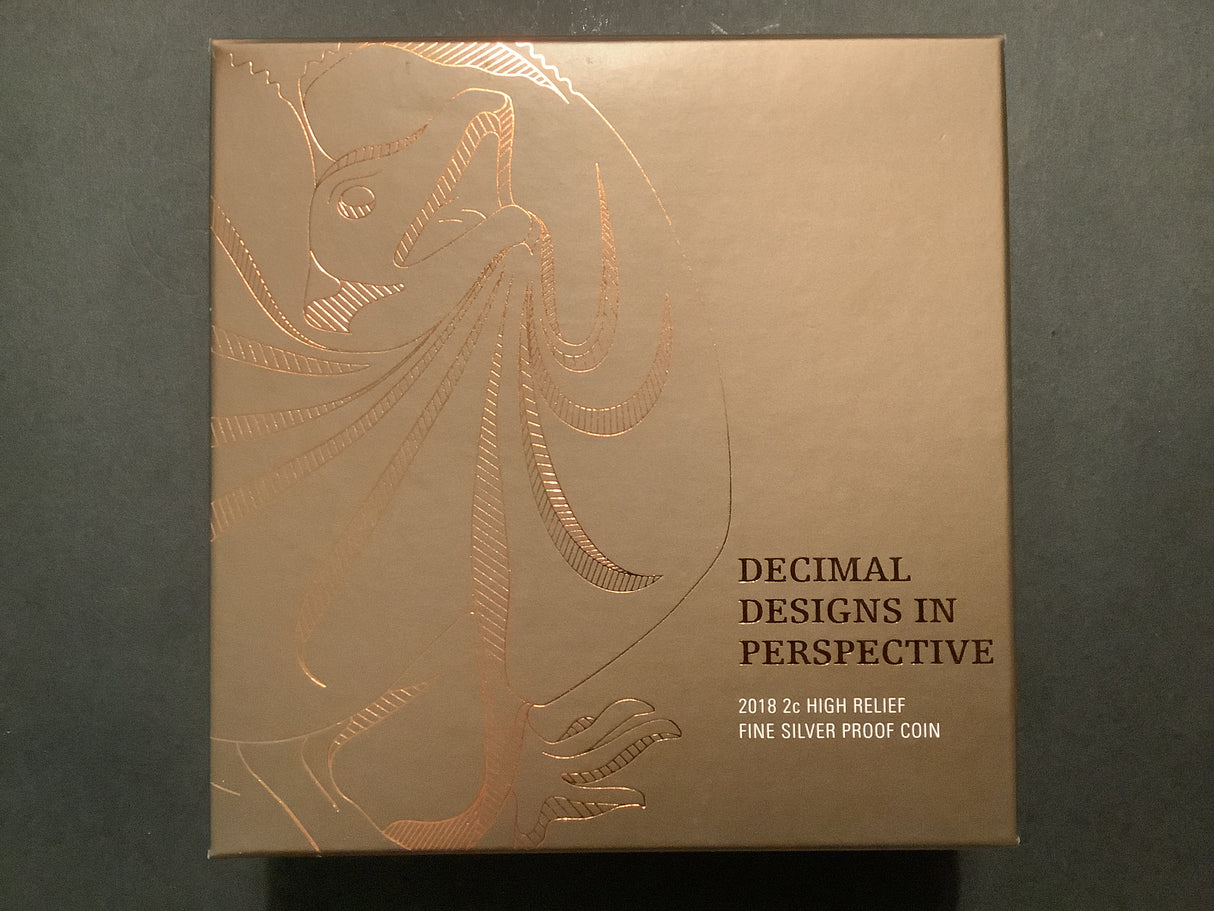 DECIMAL
DESIGNS IN
PERSPECTIVE
2018 2c HIGH RELIEF
FINE SILVER PROOF COIN